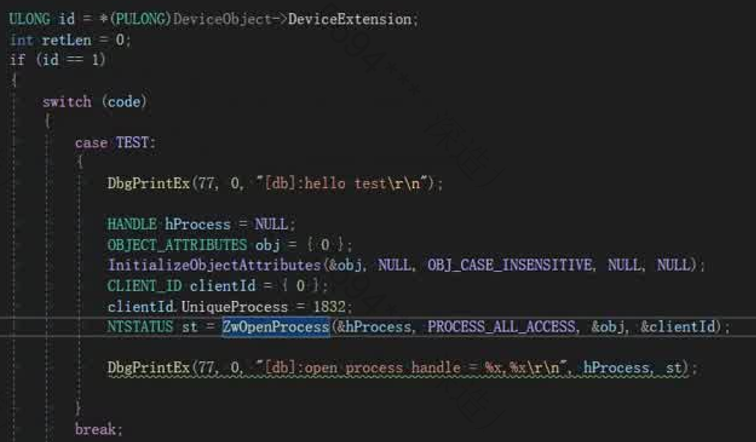 ULONG id = *(PULONG)DeviceObject->DeviceExtension;
int retLen = 0;
if (id == 1)
{
switch (code)
{
case TEST:
{
DbgPrintEx(77, 0, "[db]:hello test\r\n");
HANDLE hProcess = NULL;
OBJECT_ATTRIBUTES obj = { 0 };
InitializeObjectAttributes(&obj, NULL, OBJ_CASE_INSENSITIVE, NULL, NULL);
CLIENT_ID clientId = { 0 };
clientId.UniqueProcess = 1832;
NTSTATUS st = ZwOpenProcess(&hProcess, PROCESS_ALL_ACCESS, &obj, &clientId);
DbgPrintEx(77, 0, "[db]:open process handle = %x,%x\r\n", hProcess, st);
}
break;